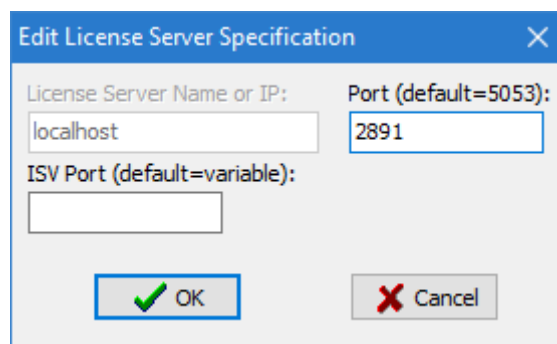 Edit License Server Specification
License Server Name or IP: Port (default=5053):
localhost 2891
ISV Port (default=variable):
OK Cancel